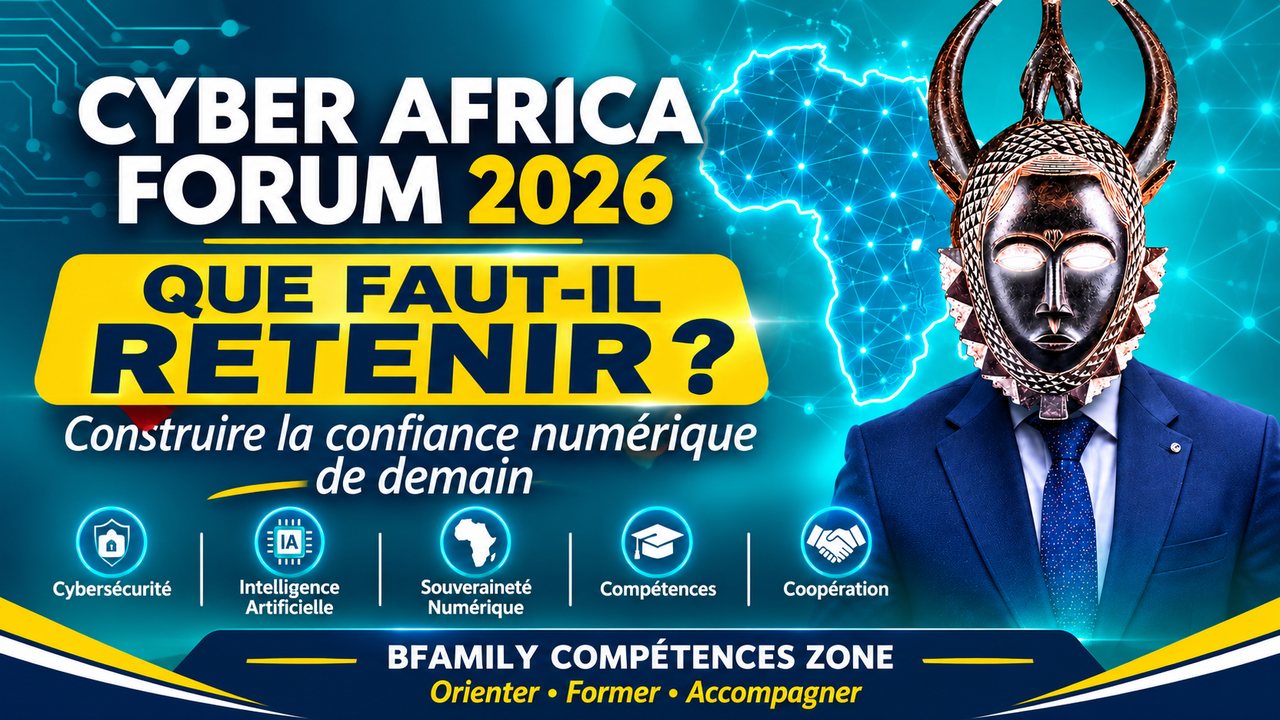 CYBER AFRICA
FORUM 2026
QUE FAUT-IL
RETENIR ?
Construire la confiance numérique
de demain
Cybersécurité
IA
Intelligence
Artificielle
Souveraineté
Numérique
Compétences
Coopération
BFAMILY COMPÉTENCES ZONE
Orienter • Former • Accompagner